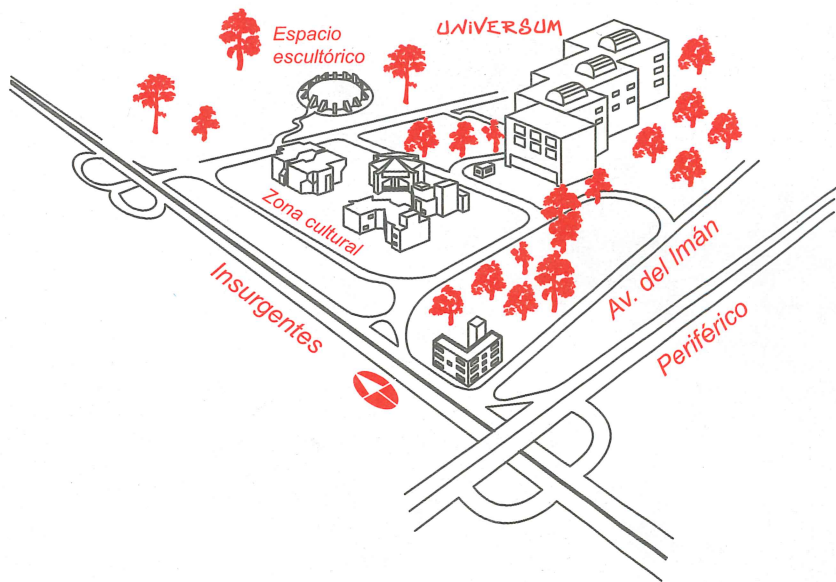 UNiVERSUM
Espacio
escultórico
Zona cultural
Insurgentes
Av. del Imán
Periférico